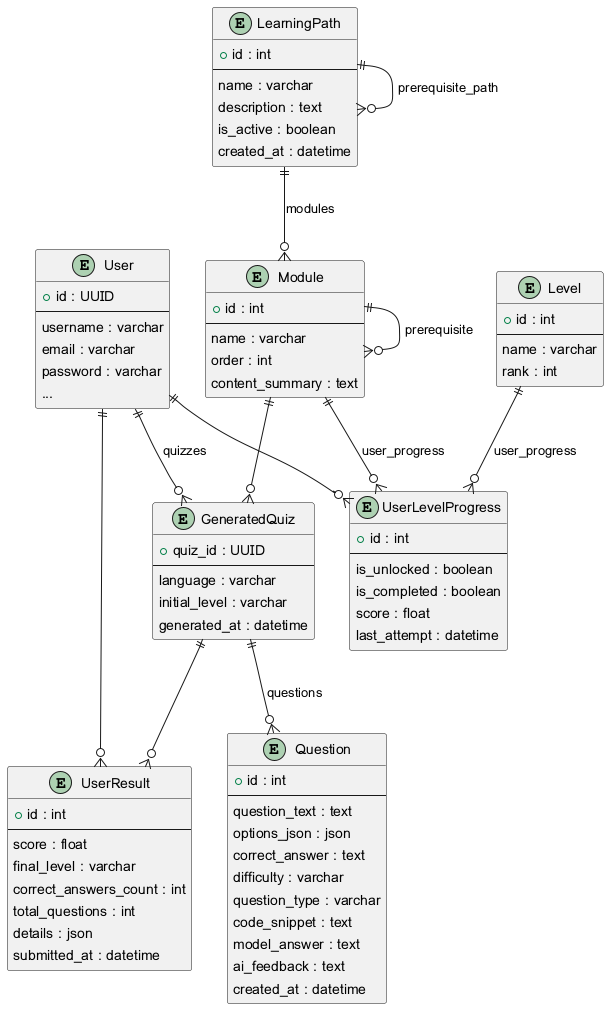 E LearningPath
id : int
name : varchar
description : text
is_active : boolean
created_at : datetime
prerequisite_path
modules
E User
id : UUID
username : varchar
email : varchar
password : varchar
...
E Module
id : int
name : varchar
order : int
content_summary : text
prerequisite
E Level
id : int
name : varchar
rank : int
quizzes
user_progress
user_progress
E GeneratedQuiz
quiz_id : UUID
language : varchar
initial_level : varchar
generated_at : datetime
E UserLevelProgress
id : int
is_unlocked : boolean
is_completed : boolean
score : float
last_attempt : datetime
questions
E UserResult
id : int
score : float
final_level : varchar
correct_answers_count : int
total_questions : int
details : json
submitted_at : datetime
E Question
id : int
question_text : text
options_json : json
correct_answer : text
difficulty : varchar
question_type : varchar
code_snippet : text
model_answer : text
ai_feedback : text
created_at : datetime